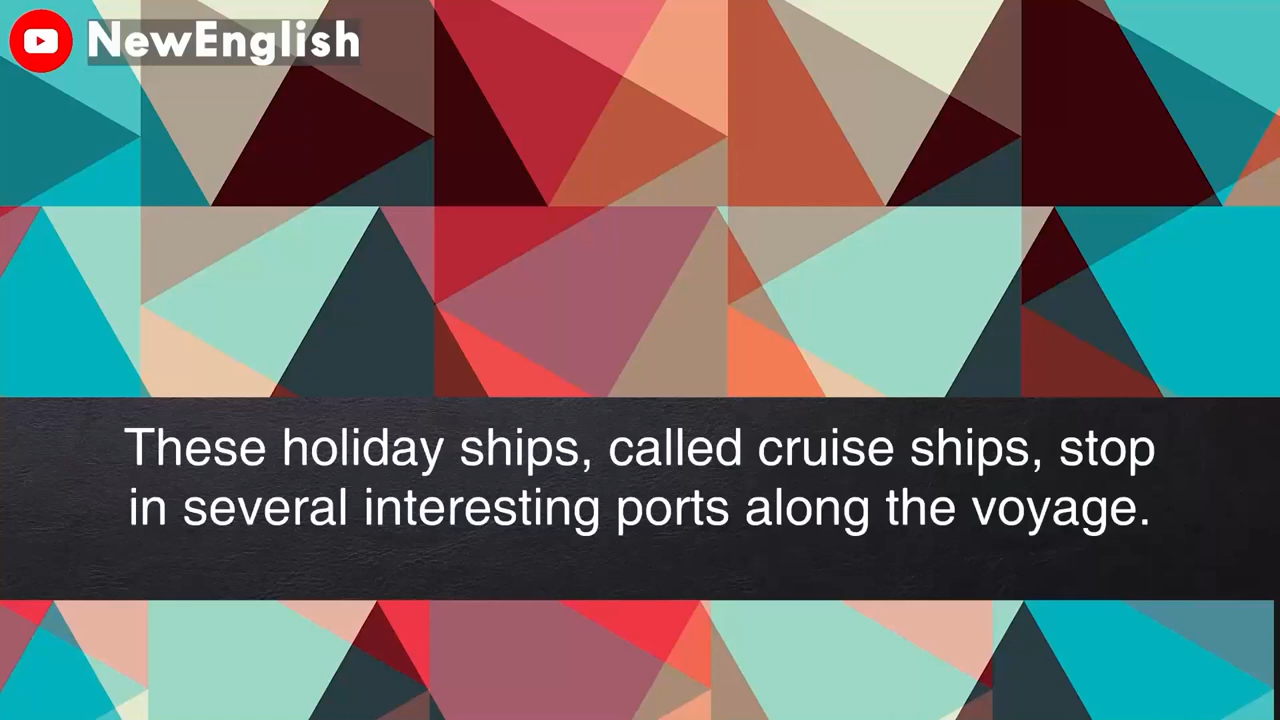 NewEnglish
These holiday ships, called cruise ships, stop
in several interesting ports along the voyage.